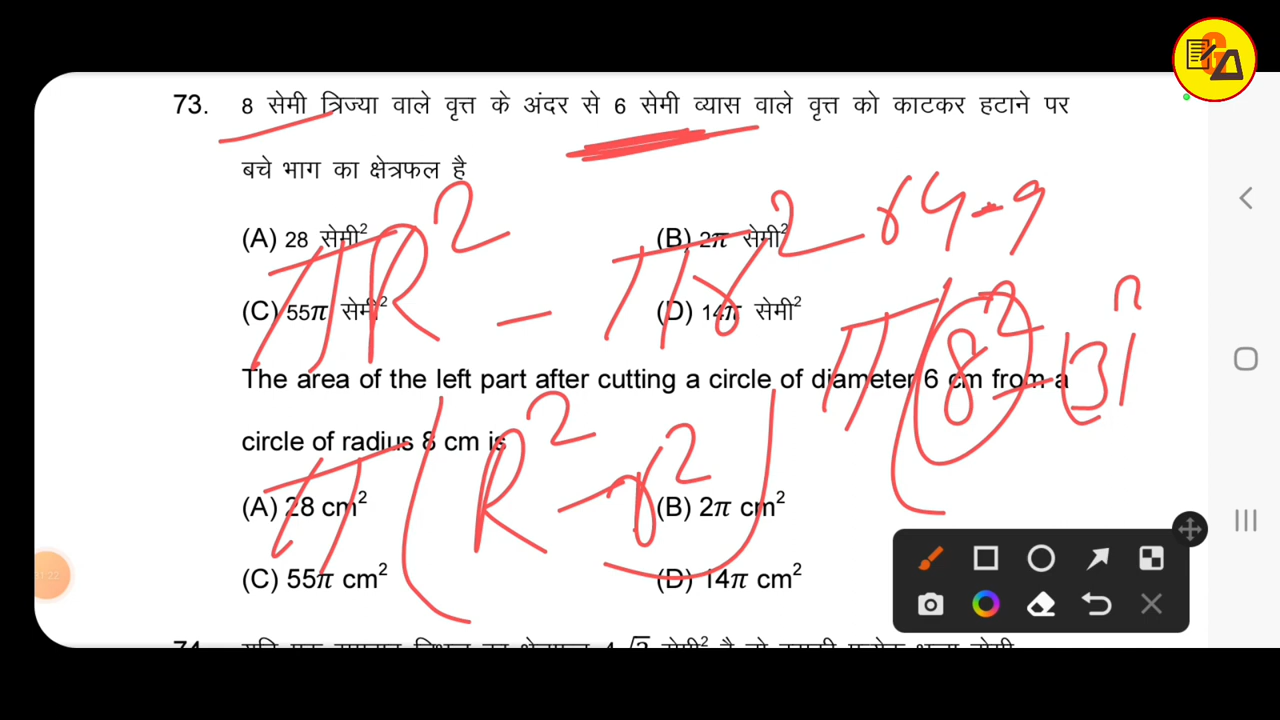 73. 8 सेमी त्रिज्या वाले वृत्त के अंदर से 6 सेमी व्यास वाले वृत्त को काटकर हटाने पर
बचे भाग का क्षेत्रफल है
(A) 28 सेमी² (B) 2π सेमी²
(C) 55π सेमी² (D) 14π सेमी²
πR² - πr² 64-9
π(8² - (3)²
The area of the left part after cutting a circle of diameter 6 cm from a
circle of radius 8 cm is
π(R² - r²)
(A) 28 cm² (B) 2π cm²
(C) 55π cm² (D) 14π cm²